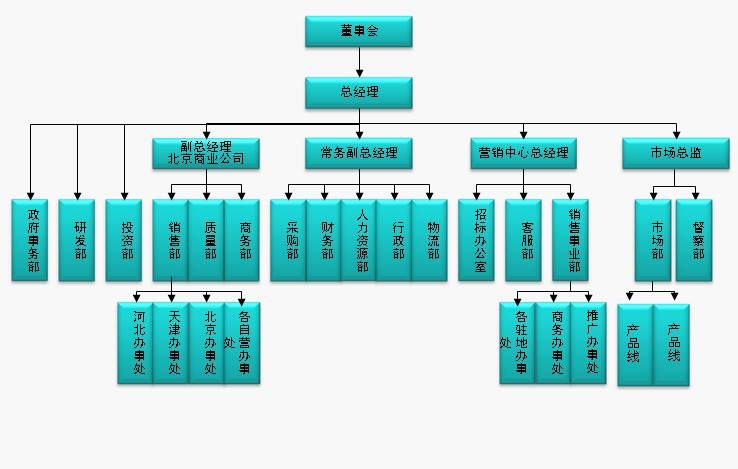 董事会
总经理
副总经理
北京商业公司
常务副总经理
营销中心总经理
市场总监
政府事务部
研发部
投资部
销售部
质量部
商务部
采购部
财务部
人力资源部
行政部
物流部
招标办公室
客服部
销售事业部
市场部
督察部
河北办事处
天津办事处
北京办事处
各自营办事处
各驻地办事处
商务办事处
推广办事处
产品线
产品线